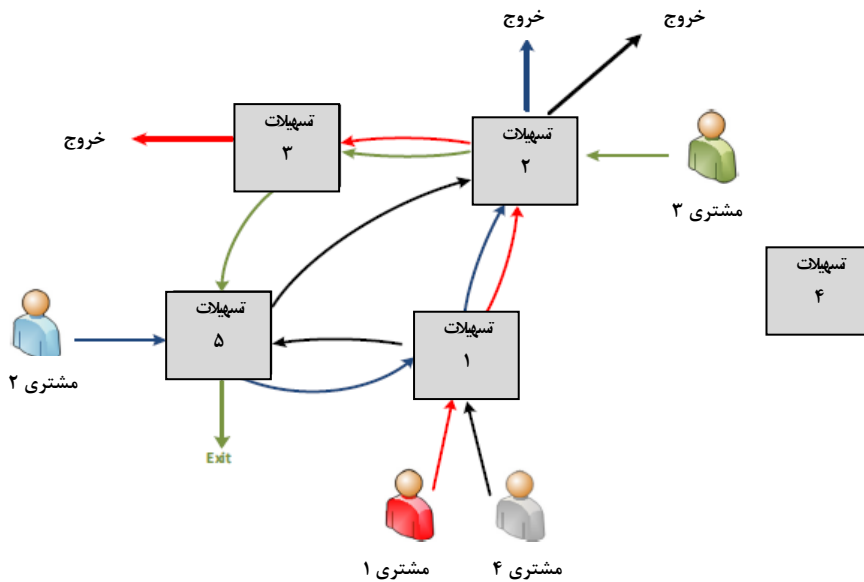 خروج
خروج
تسهیلات
۳
تسهیلات
۲
خروج
مشتری ۳
تسهیلات
۴
تسهیلات
۵
تسهیلات
۱
مشتری ۲
Exit
مشتری ۱
مشتری ۴